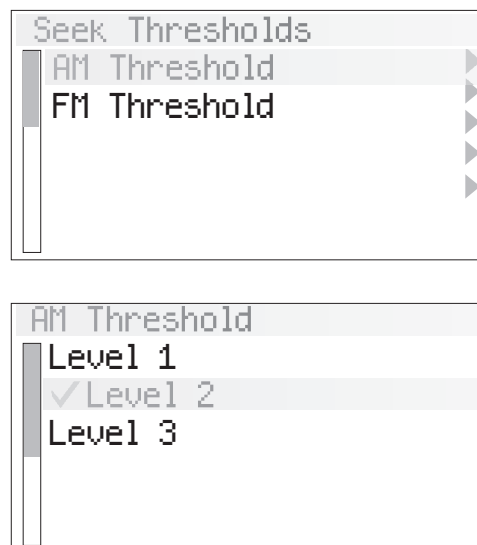 Seek Thresholds
AM Threshold
FM Threshold
AM Threshold
Level 1
✓Level 2
Level 3